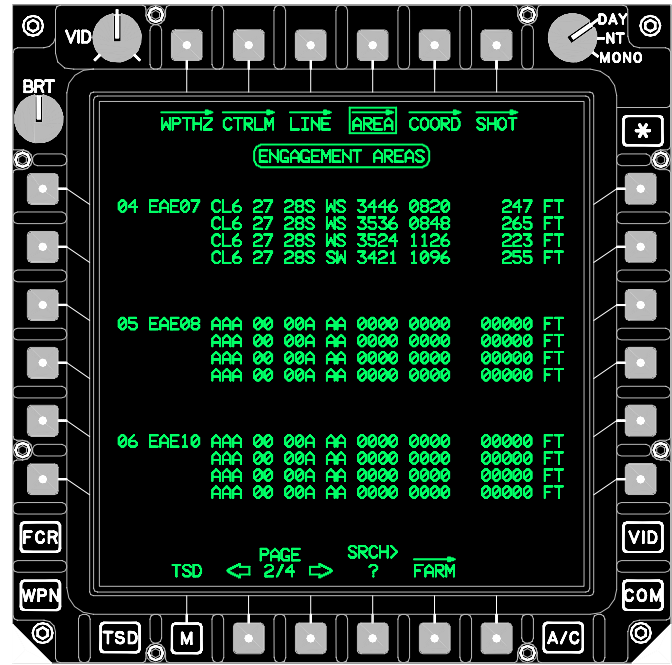 VID
DAY
NT
MONO
BRT
WPTHZ CTRLM LINE AREA COORD SHOT
*
ENGAGEMENT AREAS
04 EAE07 CL6 27 28S WS 3446 0820 247 FT
CL6 27 28S WS 3536 0848 265 FT
CL6 27 28S WS 3524 1126 223 FT
CL6 27 28S SW 3421 1096 255 FT
05 EAE08 AAA 00 00A AA 0000 0000 00000 FT
AAA 00 00A AA 0000 0000 00000 FT
AAA 00 00A AA 0000 0000 00000 FT
AAA 00 00A AA 0000 0000 00000 FT
06 EAE10 AAA 00 00A AA 0000 0000 00000 FT
AAA 00 00A AA 0000 0000 00000 FT
AAA 00 00A AA 0000 0000 00000 FT
AAA 00 00A AA 0000 0000 00000 FT
FCR
VID
PAGE SRCH>
TSD 2/4 ? FARM
WPN
COM
TSD M A/C